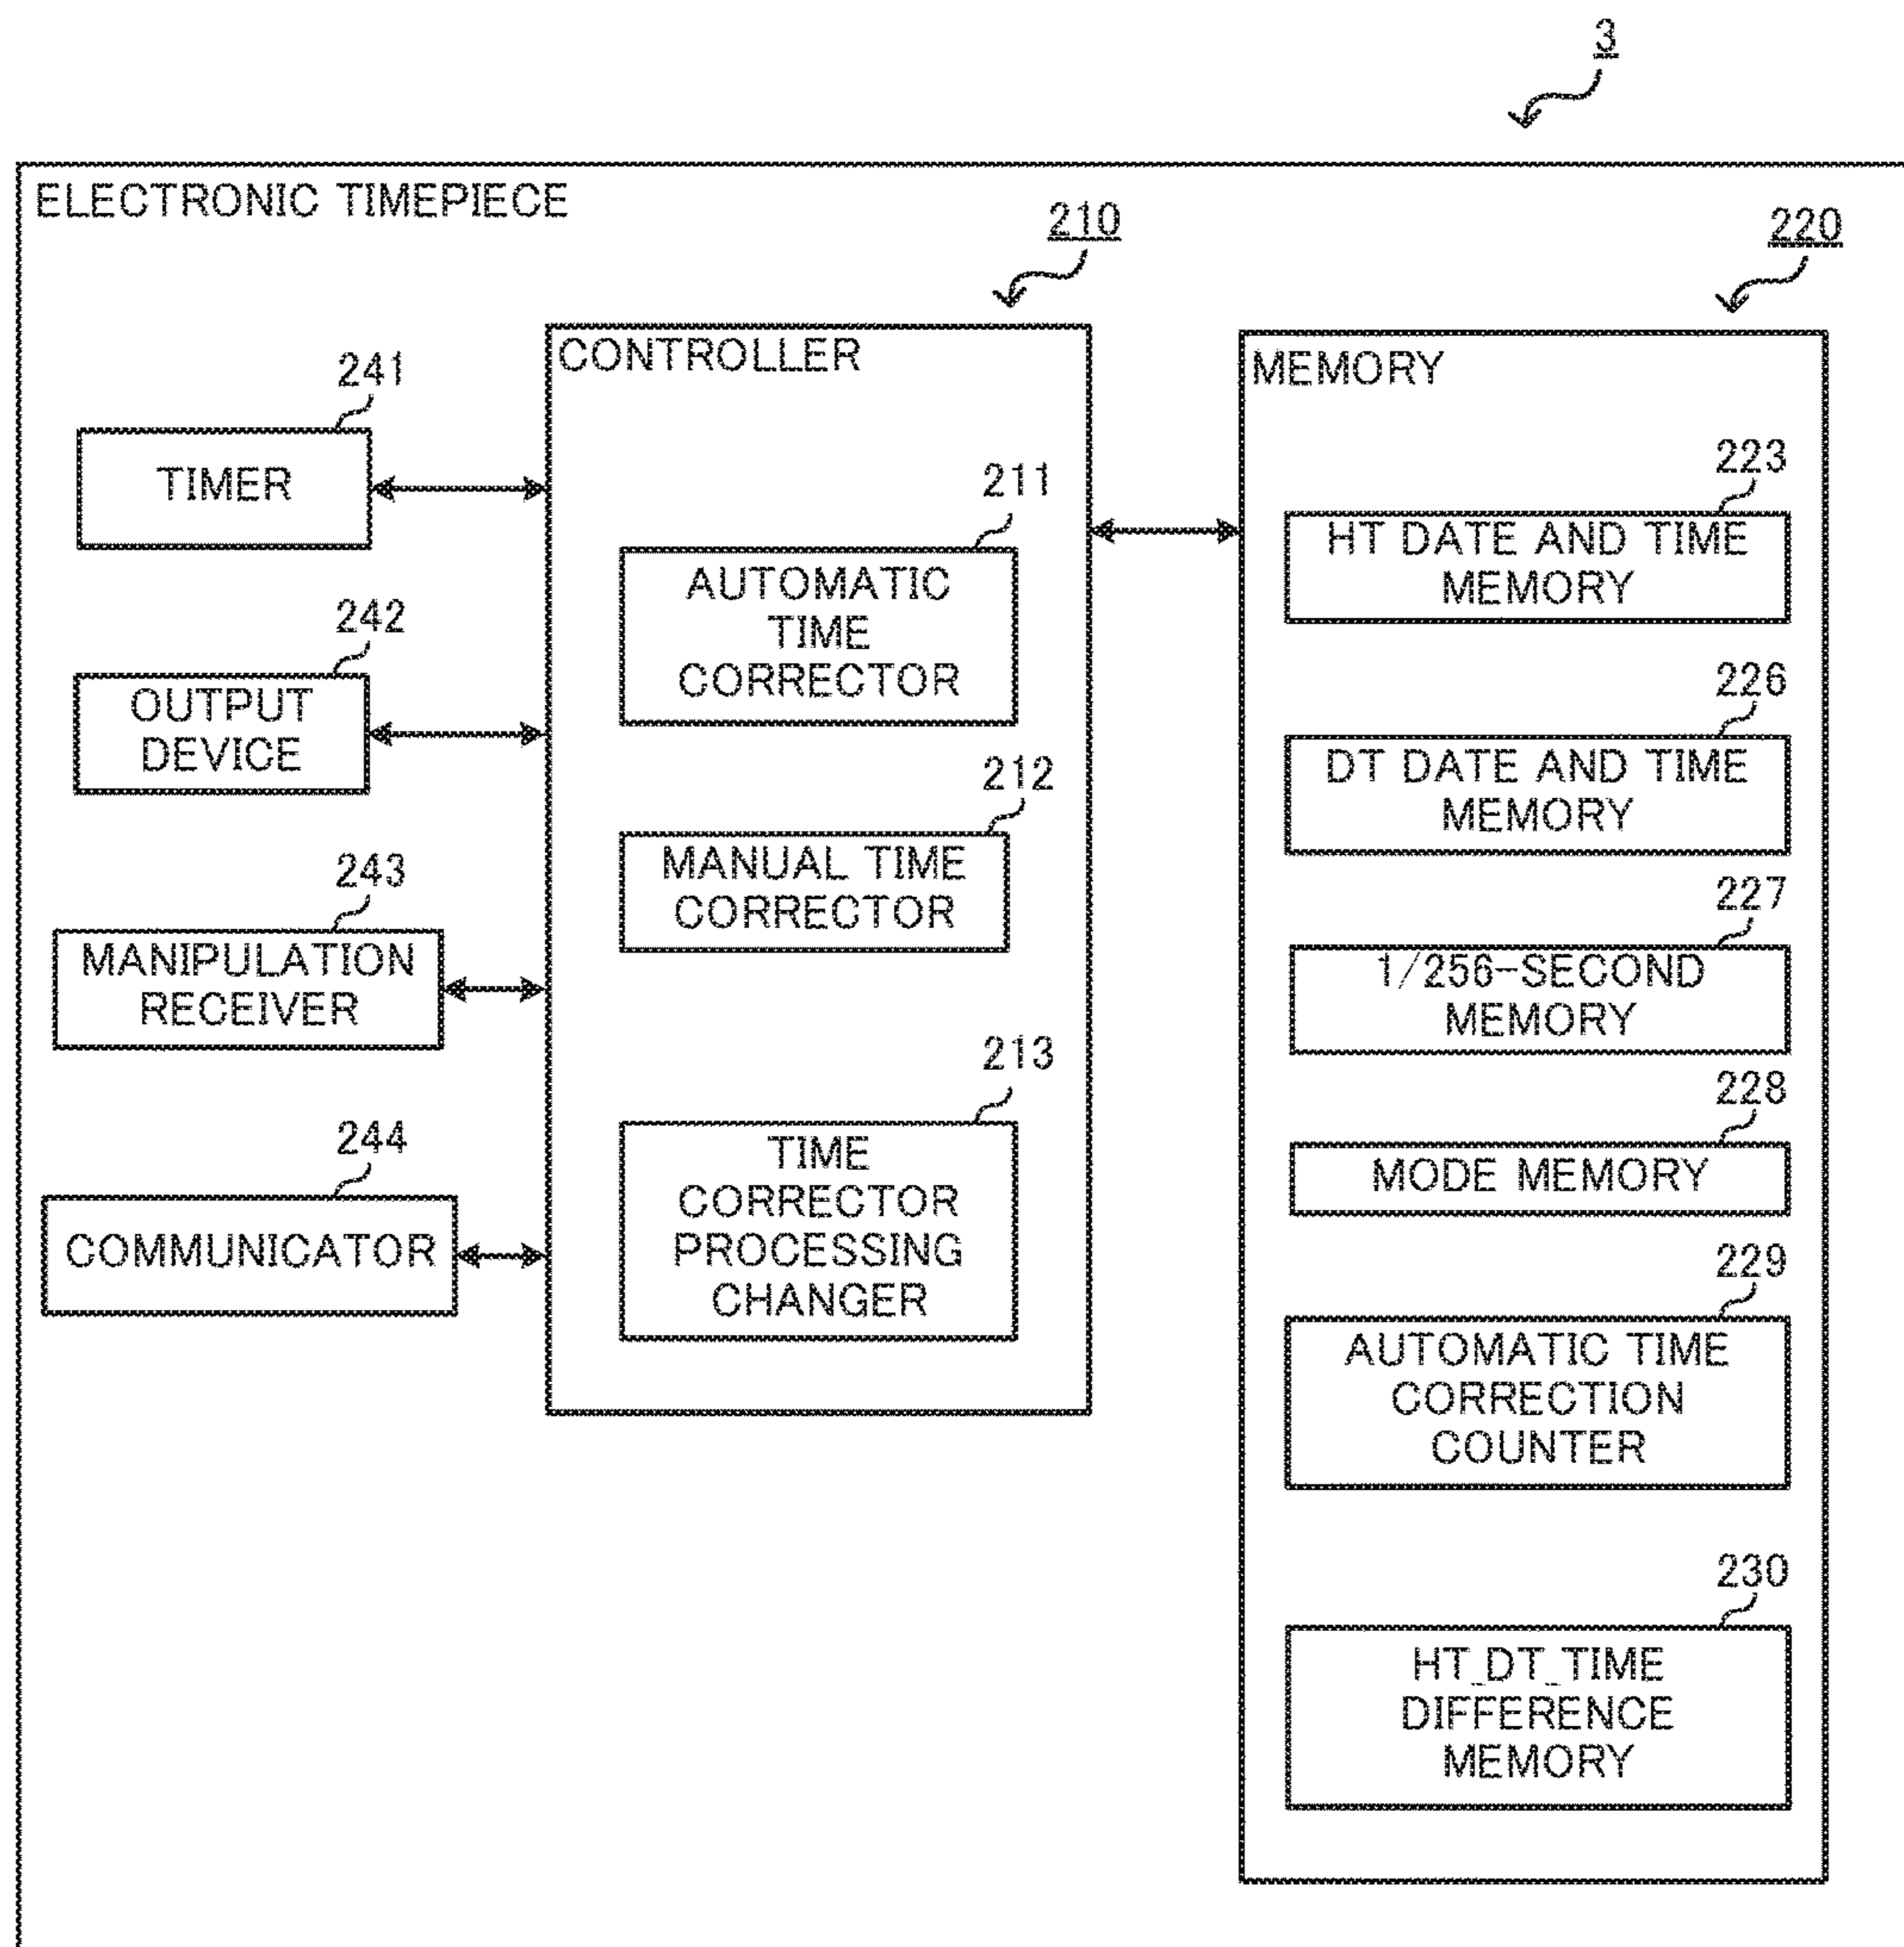 3
ELECTRONIC TIMEPIECE
210
220
CONTROLLER
MEMORY
241
TIMER
242
OUTPUT
DEVICE
243
MANIPULATION
RECEIVER
244
COMMUNICATOR
211
AUTOMATIC
TIME
CORRECTOR
212
MANUAL TIME
CORRECTOR
213
TIME
CORRECTOR
PROCESSING
CHANGER
223
HT DATE AND TIME
MEMORY
226
DT DATE AND TIME
MEMORY
227
1/256-SECOND
MEMORY
228
MODE MEMORY
229
AUTOMATIC TIME
CORRECTION
COUNTER
230
HT_DT_TIME
DIFFERENCE
MEMORY